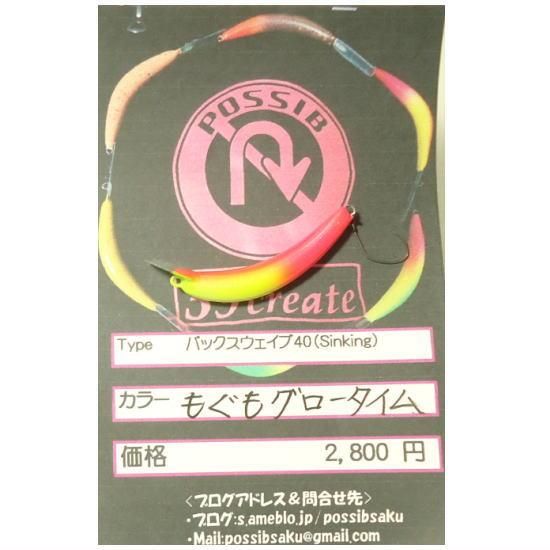 POSSIB
create
Type バックスウェイブ40(Sinking)
カラー もぐもグロータイム
価格 2,800 円
<ブログアドレス&問合せ先>
・ブログ:s.ameblo.jp/possibsaku
・Mail:possibsaku@gmail.com